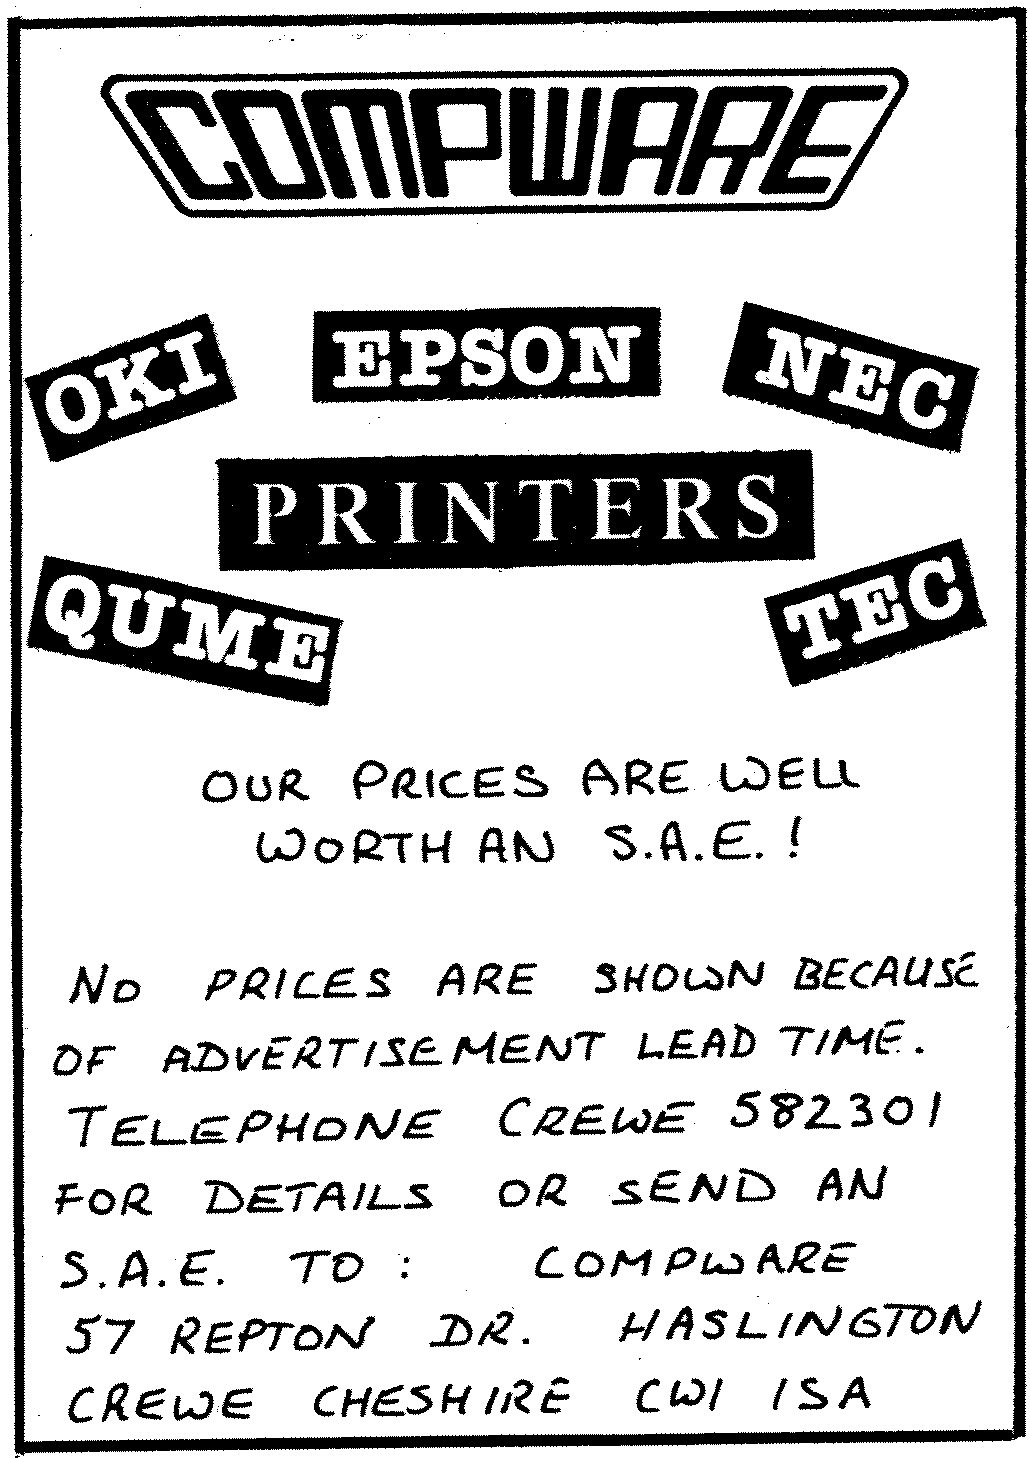 COMPWARE
OKI EPSON NEC
PRINTERS
QUME TEC
OUR PRICES ARE WELL
WORTH AN S.A.E.!
NO PRICES ARE SHOWN BECAUSE
OF ADVERTISEMENT LEAD TIME.
TELEPHONE CREWE 582301
FOR DETAILS OR SEND AN
S.A.E. TO: COMPWARE
57 REPTON DR. HASLINGTON
CREWE CHESHIRE CW1 1SA